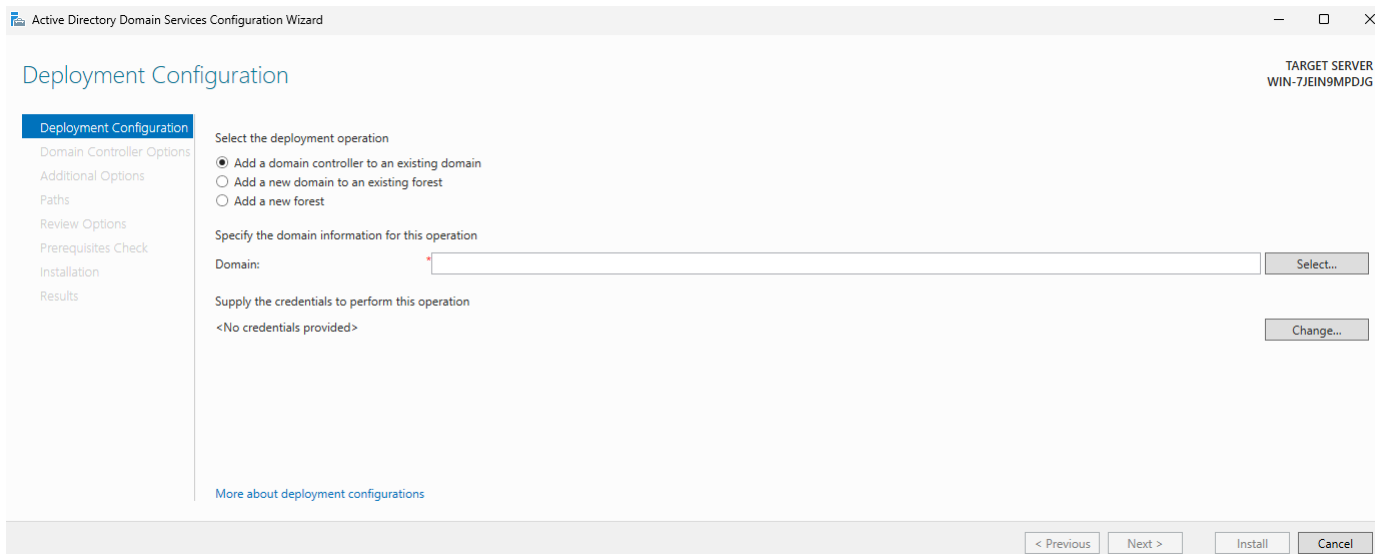 Active Directory Domain Services Configuration Wizard
Deployment Configuration
TARGET SERVER
WIN-7JEIN9MPDJG
Deployment Configuration
Domain Controller Options
Additional Options
Paths
Review Options
Prerequisites Check
Installation
Results
Select the deployment operation
Add a domain controller to an existing domain
Add a new domain to an existing forest
Add a new forest
Specify the domain information for this operation
Domain: * Select...
Supply the credentials to perform this operation
<No credentials provided> Change...
More about deployment configurations
< Previous Next > Install Cancel